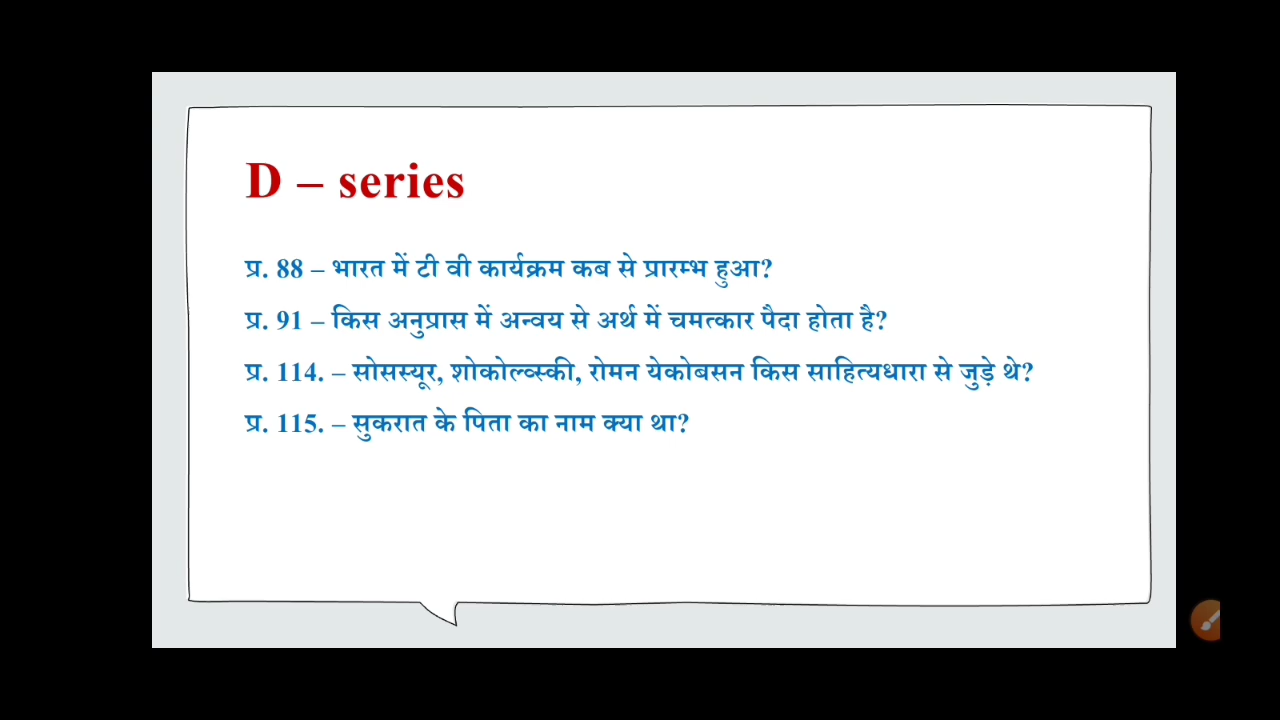 D – series
प्र. 88 – भारत में टी वी कार्यक्रम कब से प्रारम्भ हुआ?
प्र. 91 – किस अनुप्रास में अन्वय से अर्थ में चमत्कार पैदा होता है?
प्र. 114. – सोसस्यूर, शोकोल्व्स्की, रोमन येकोबसन किस साहित्यधारा से जुड़े थे?
प्र. 115. – सुकरात के पिता का नाम क्या था?